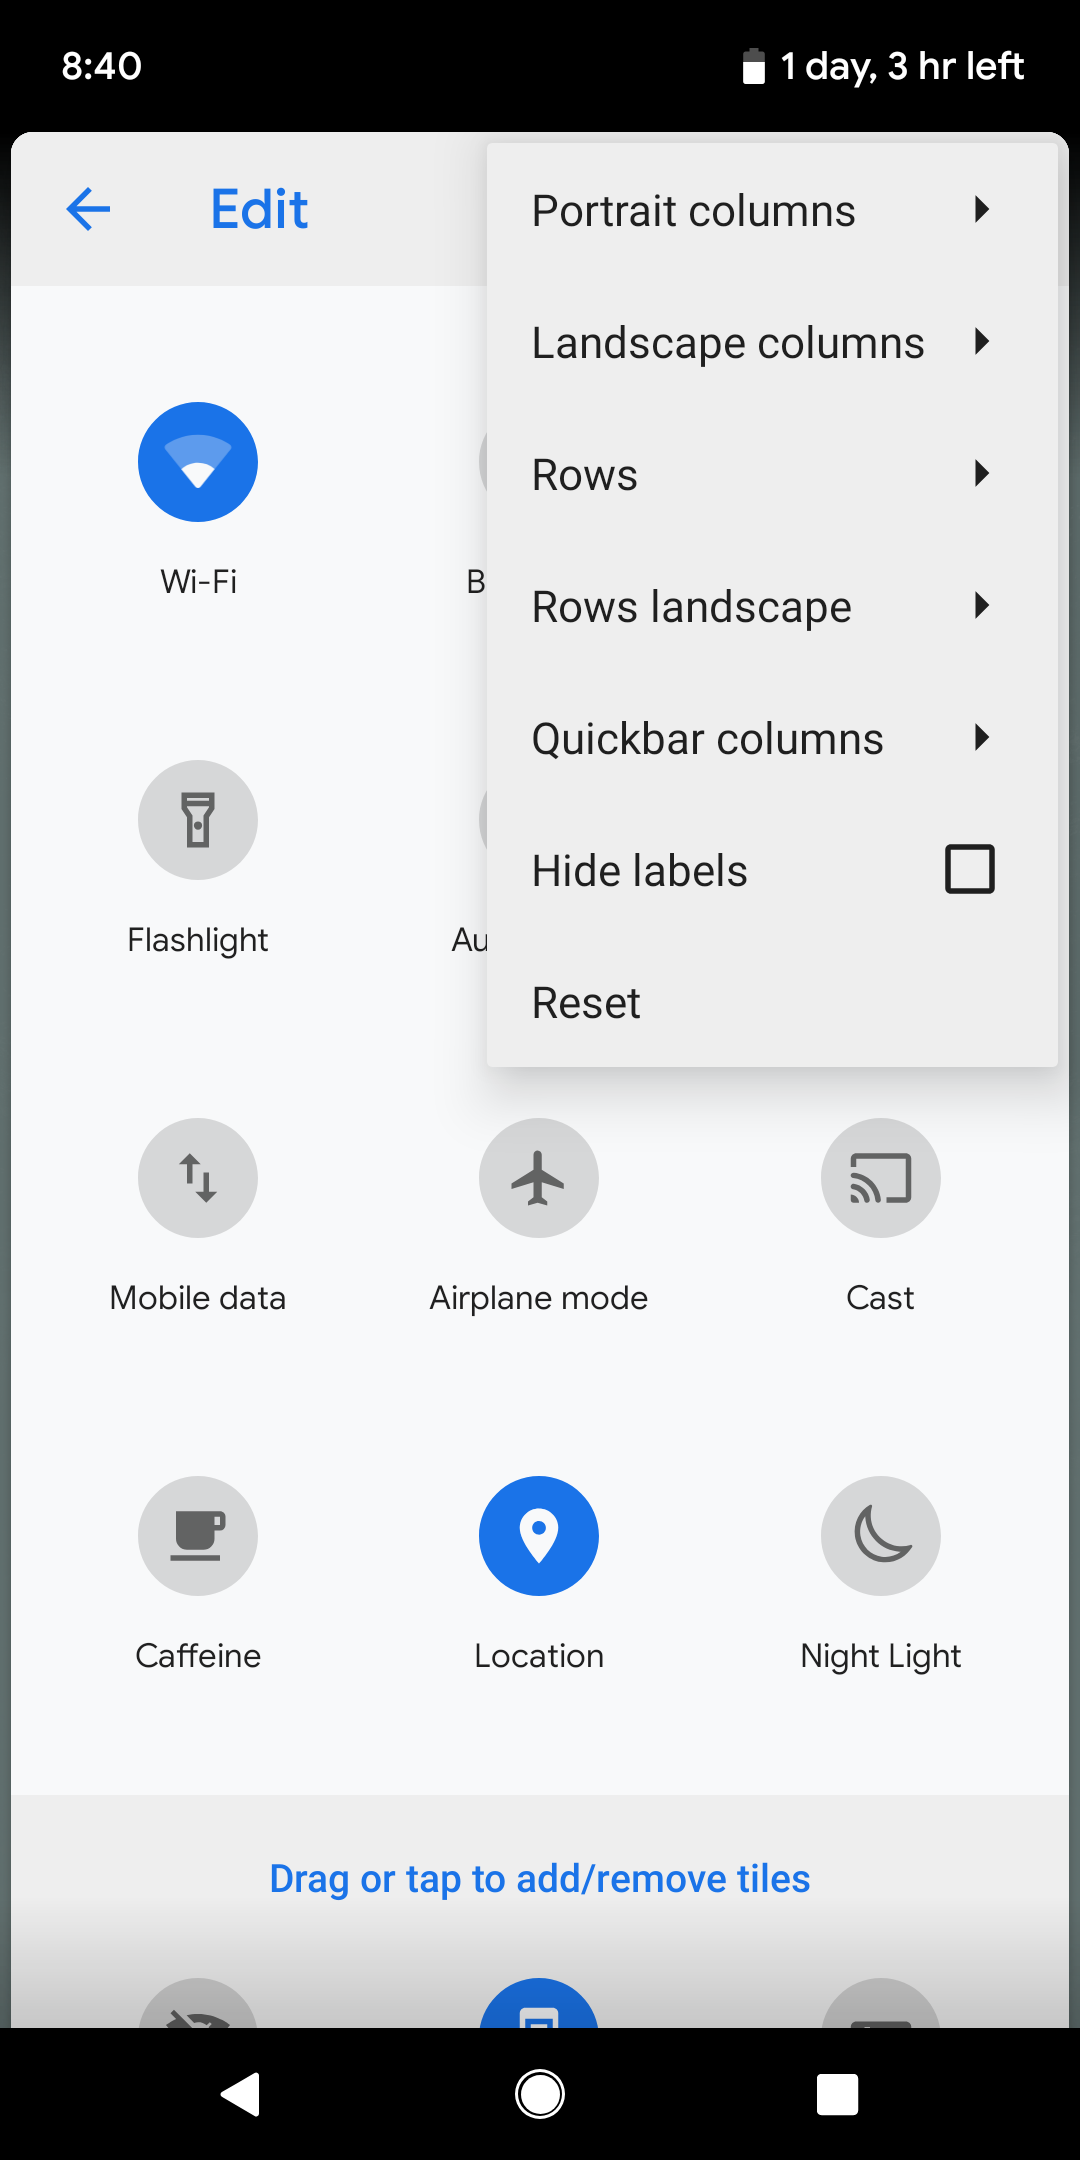 8:40
1 day, 3 hr left
Edit
Portrait columns
Landscape columns
Rows
Rows landscape
Quickbar columns
Hide labels
Reset
Wi-Fi
B
Flashlight
Au
Mobile data
Airplane mode
Cast
Caffeine
Location
Night Light
Drag or tap to add/remove tiles